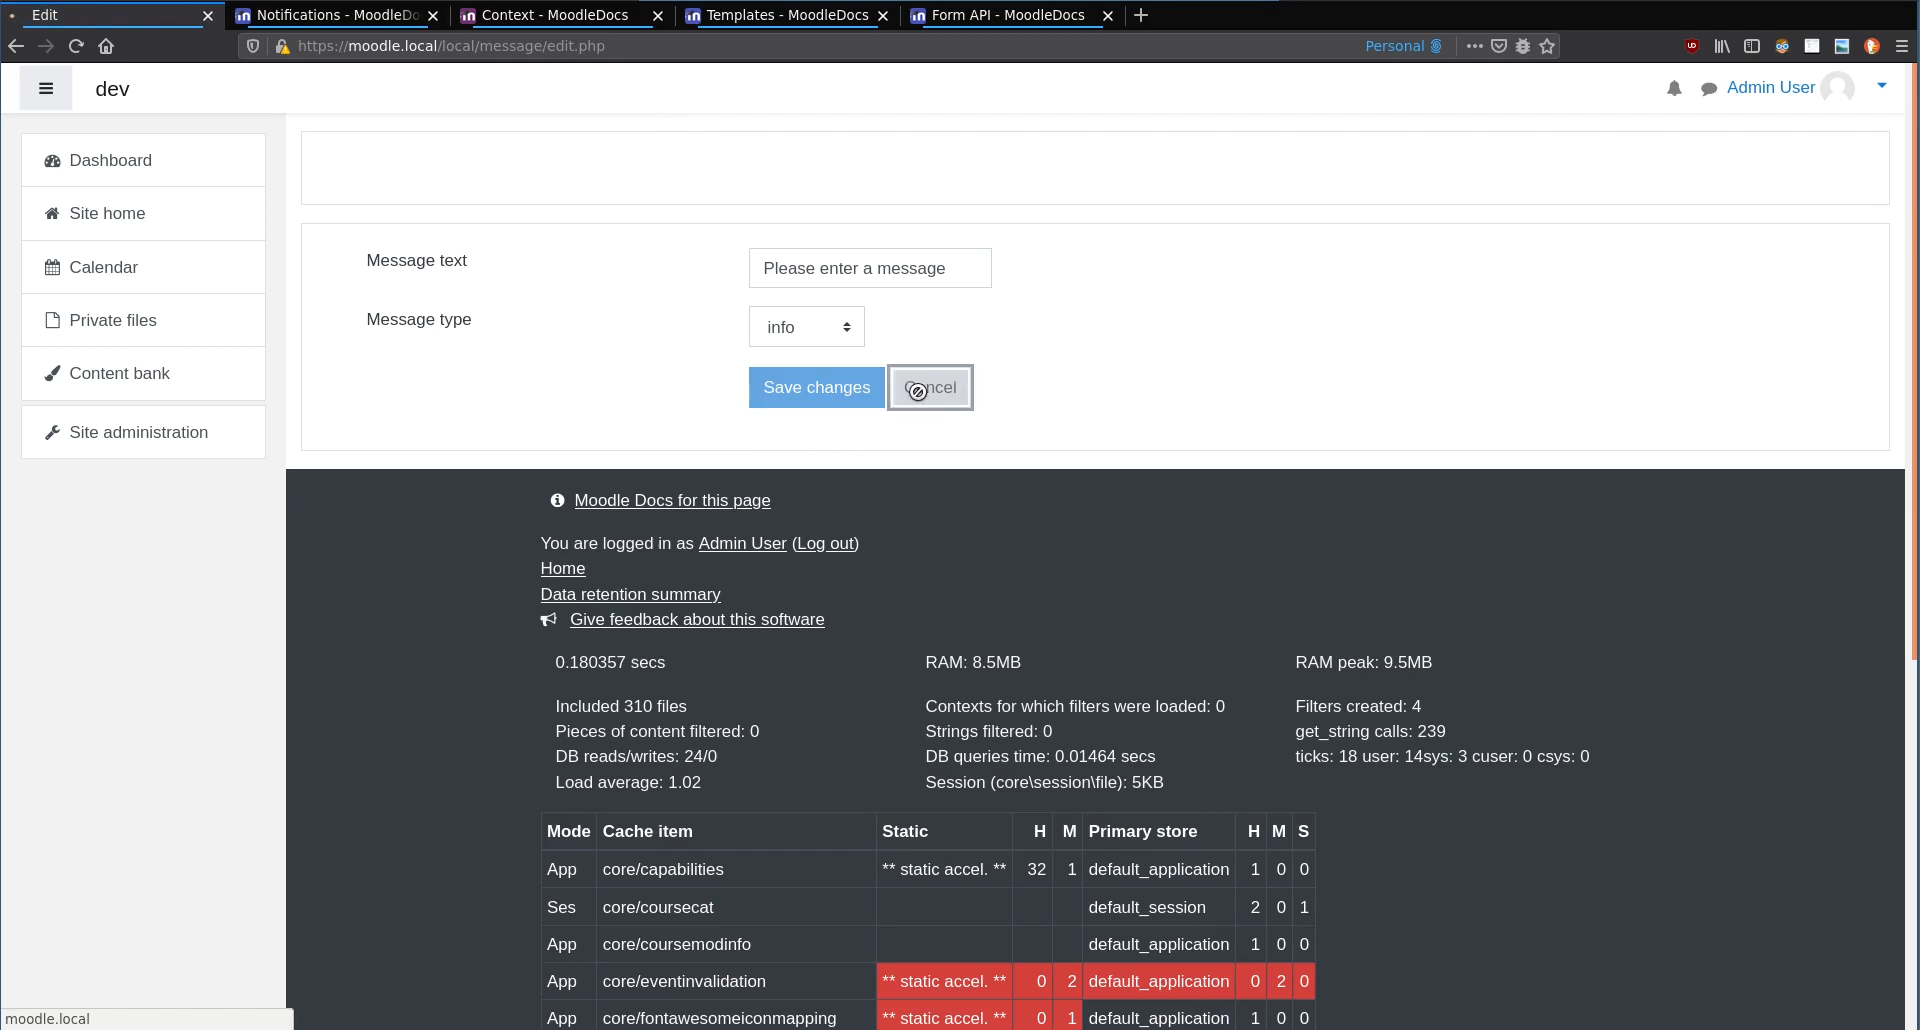 Edit
Notifications - MoodleDo
Context - MoodleDocs
Templates - MoodleDocs
Form API - MoodleDocs
https://moodle.local/local/message/edit.php
Personal
dev
Admin User
Dashboard
Site home
Calendar
Private files
Content bank
Site administration
Message text
Please enter a message
Message type
info
Save changes
Cancel
Moodle Docs for this page
You are logged in as Admin User (Log out)
Home
Data retention summary
Give feedback about this software
0.180357 secs
RAM: 8.5MB
RAM peak: 9.5MB
Included 310 files
Contexts for which filters were loaded: 0
Filters created: 4
Pieces of content filtered: 0
Strings filtered: 0
get_string calls: 239
DB reads/writes: 24/0
DB queries time: 0.01464 secs
ticks: 18 user: 14sys: 3 cuser: 0 csys: 0
Load average: 1.02
Session (core\session\file): 5KB
Mode Cache item Static H M Primary store H M S
App core/capabilities ** static accel. ** 32 1 default_application 1 0 0
Ses core/coursecat default_session 2 0 1
App core/coursemodinfo default_application 1 0 0
App core/eventinvalidation ** static accel. ** 0 2 default_application 0 2 0
App core/fontawesomeiconmapping ** static accel. ** 0 1 default_application 1 0 0
moodle.local